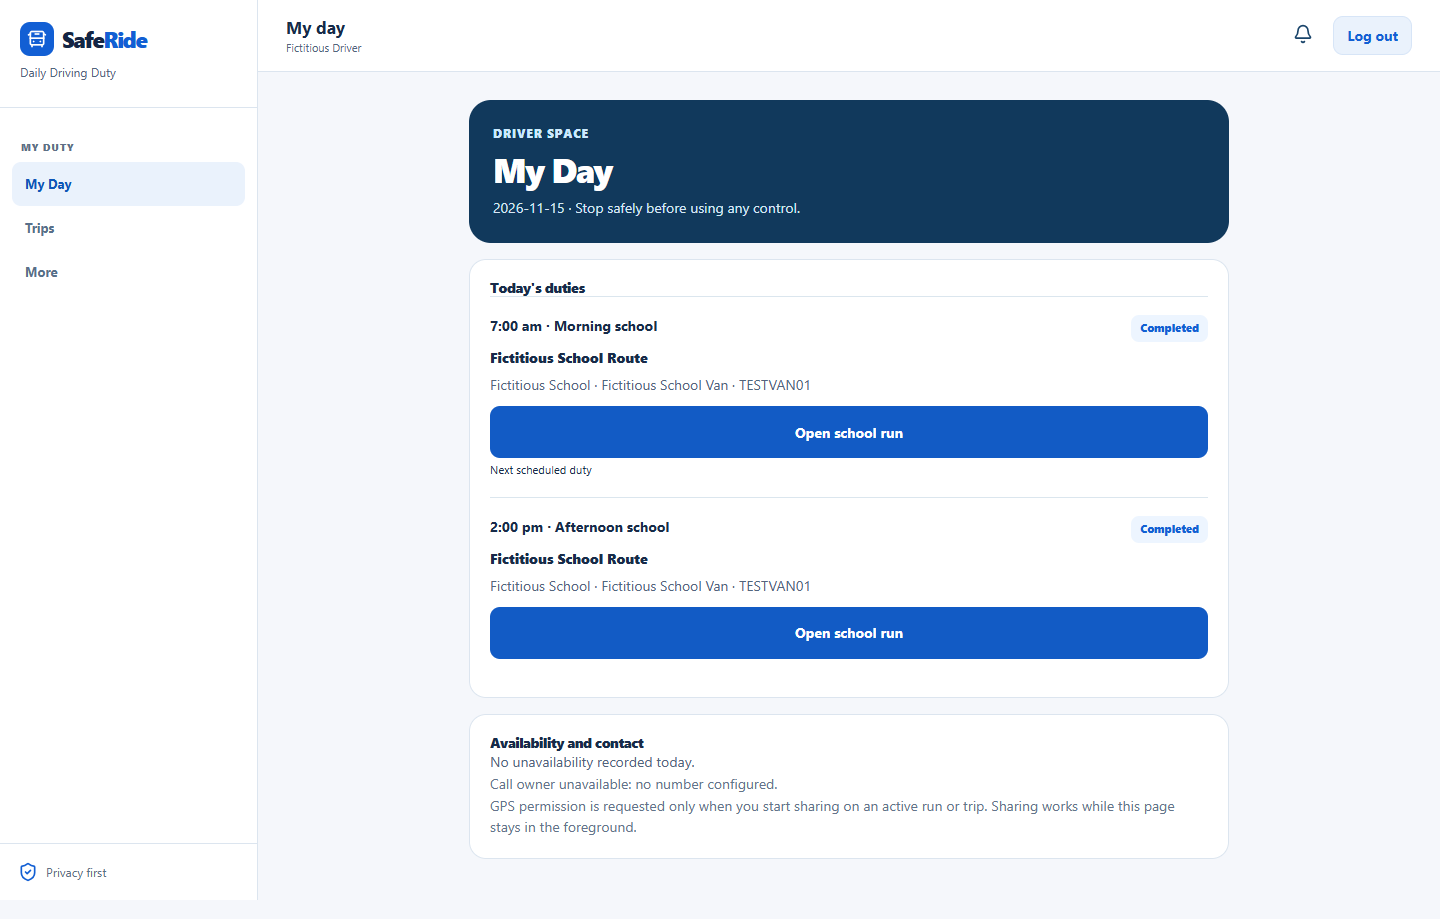 SafeRide
Daily Driving Duty
MY DUTY
My Day
Trips
More
Privacy first
My day
Fictitious Driver
Log out
DRIVER SPACE
My Day
2026-11-15 · Stop safely before using any control.
Today's duties
7:00 am · Morning school
Completed
Fictitious School Route
Fictitious School · Fictitious School Van · TESTVAN01
Open school run
Next scheduled duty
2:00 pm · Afternoon school
Completed
Fictitious School Route
Fictitious School · Fictitious School Van · TESTVAN01
Open school run
Availability and contact
No unavailability recorded today.
Call owner unavailable: no number configured.
GPS permission is requested only when you start sharing on an active run or trip. Sharing works while this page
stays in the foreground.